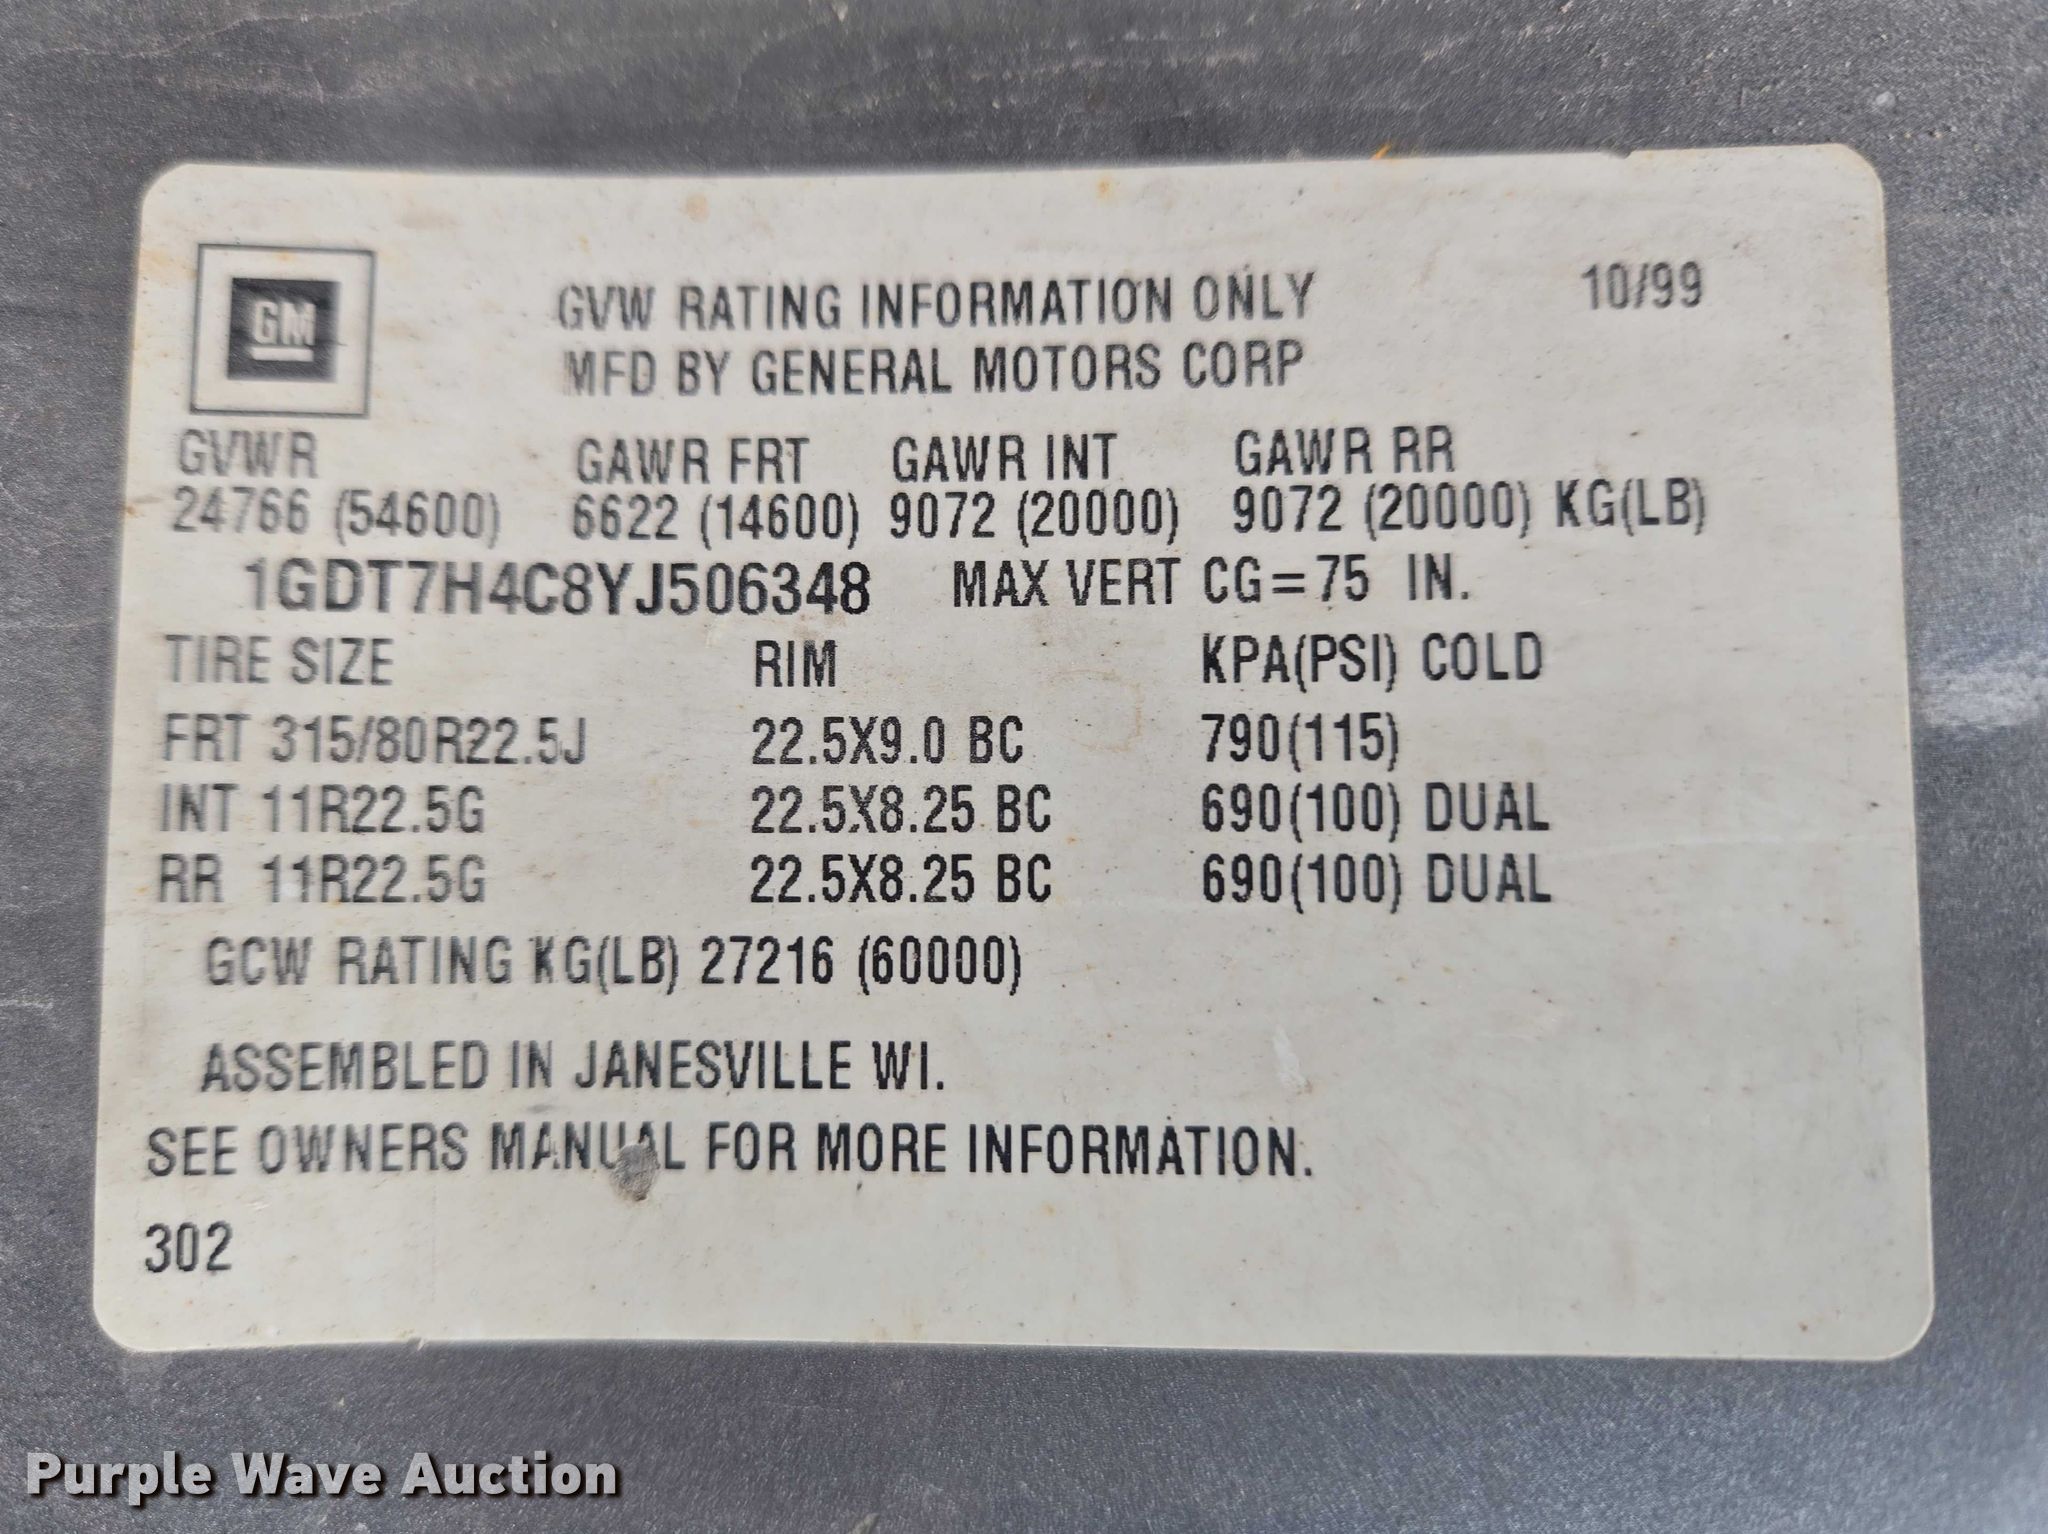 GM
GVW RATING INFORMATION ONLY 10/99
MFD BY GENERAL MOTORS CORP
GVWR GAWR FRT GAWR INT GAWR RR
24766 (54600) 6622 (14600) 9072 (20000) 9072 (20000) KG(LB)
1GDT7H4C8YJ506348 MAX VERT CG=75 IN.
TIRE SIZE RIM KPA(PSI) COLD
FRT 315/80R22.5J 22.5X9.0 BC 790(115)
INT 11R22.5G 22.5X8.25 BC 690(100) DUAL
RR 11R22.5G 22.5X8.25 BC 690(100) DUAL
GCW RATING KG(LB) 27216 (60000)
ASSEMBLED IN JANESVILLE WI.
SEE OWNERS MANUAL FOR MORE INFORMATION.
302
Purple Wave Auction